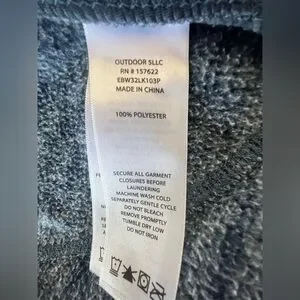 OUTDOOR SLLC
RN # 157622
EBW32LK103P
MADE IN CHINA
100% POLYESTER
SECURE ALL GARMENT
CLOSURES BEFORE
LAUNDERING
MACHINE WASH COLD
SEPARATELY GENTLE CYCLE
DO NOT BLEACH
REMOVE PROMPTLY
TUMBLE DRY LOW
DO NOT IRON